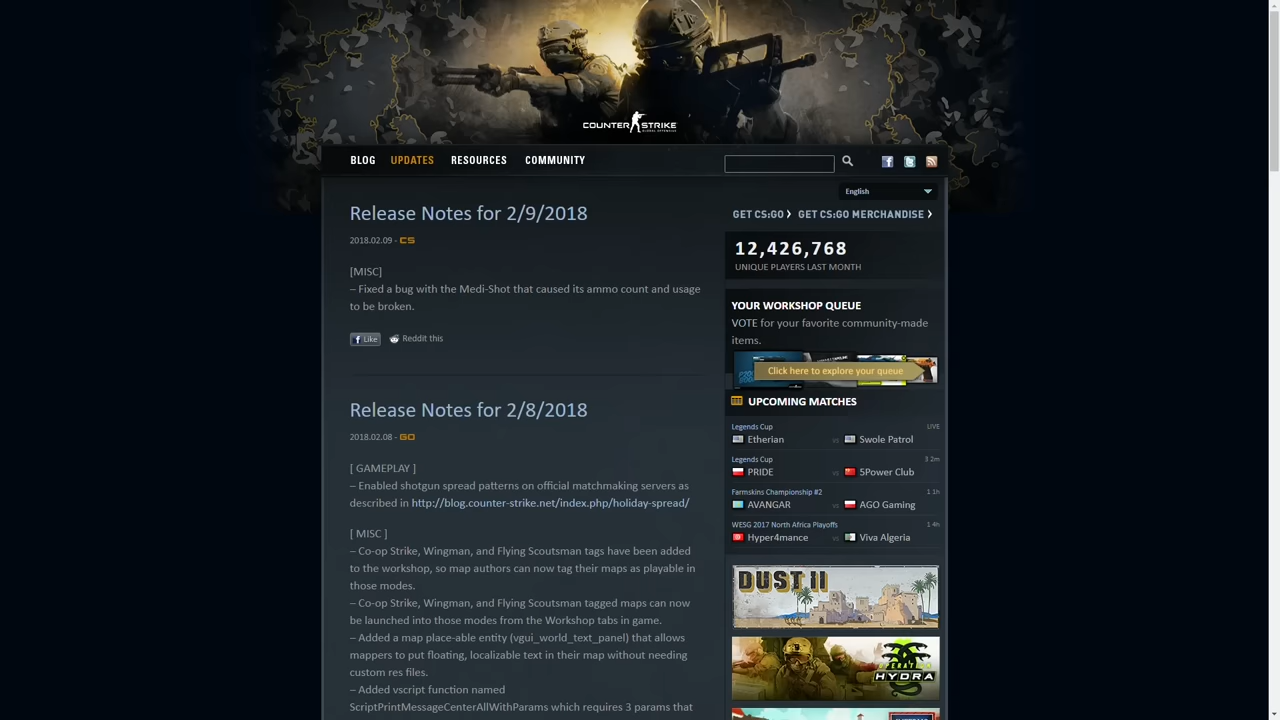 COUNTER STRIKE
GLOBAL OFFENSIVE
BLOG
UPDATES
RESOURCES
COMMUNITY
English
Release Notes for 2/9/2018
2018.02.09 - CS
[MISC]
– Fixed a bug with the Medi-Shot that caused its ammo count and usage
to be broken.
Like
Reddit this
Release Notes for 2/8/2018
2018.02.08 - GO
[ GAMEPLAY ]
– Enabled shotgun spread patterns on official matchmaking servers as
described in http://blog.counter-strike.net/index.php/holiday-spread/
[ MISC ]
– Co-op Strike, Wingman, and Flying Scoutsman tags have been added
to the workshop, so map authors can now tag their maps as playable in
those modes.
– Co-op Strike, Wingman, and Flying Scoutsman tagged maps can now
be launched into those modes from the Workshop tabs in game.
– Added a map place-able entity (vgui_world_text_panel) that allows
mappers to put floating, localizable text in their map without needing
custom res files.
– Added vscript function named
ScriptPrintMessageCenterAllWithParams which requires 3 params that
GET CS:GO
GET CS:GO MERCHANDISE
12,426,768
UNIQUE PLAYERS LAST MONTH
YOUR WORKSHOP QUEUE
VOTE for your favorite community-made
items.
Click here to explore your queue
UPCOMING MATCHES
Legends Cup LIVE
Etherian vs Swole Patrol
Legends Cup 3 2m
PRIDE vs 5Power Club
Farmskins Championship #2 1.1h
AVANGAR vs AGO Gaming
WESG 2017 North Africa Playoffs 1.4h
Hyper4mance vs Viva Algeria
DUST II
OPERATION
HYDRA